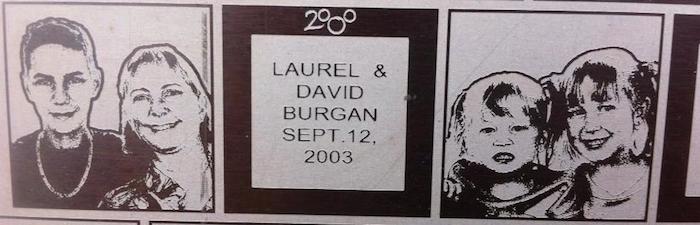 2000
LAUREL &
DAVID
BURGAN
SEPT.12,
2003